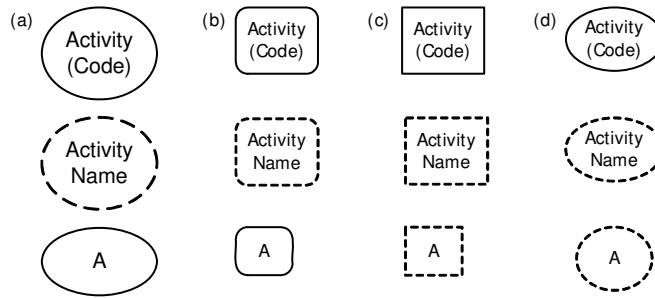 (a)
Activity
(Code)
(b)
Activity
(Code)
(c)
Activity
(Code)
(d)
Activity
(Code)
Activity
Name
Activity
Name
Activity
Name
Activity
Name
A
A
A
A